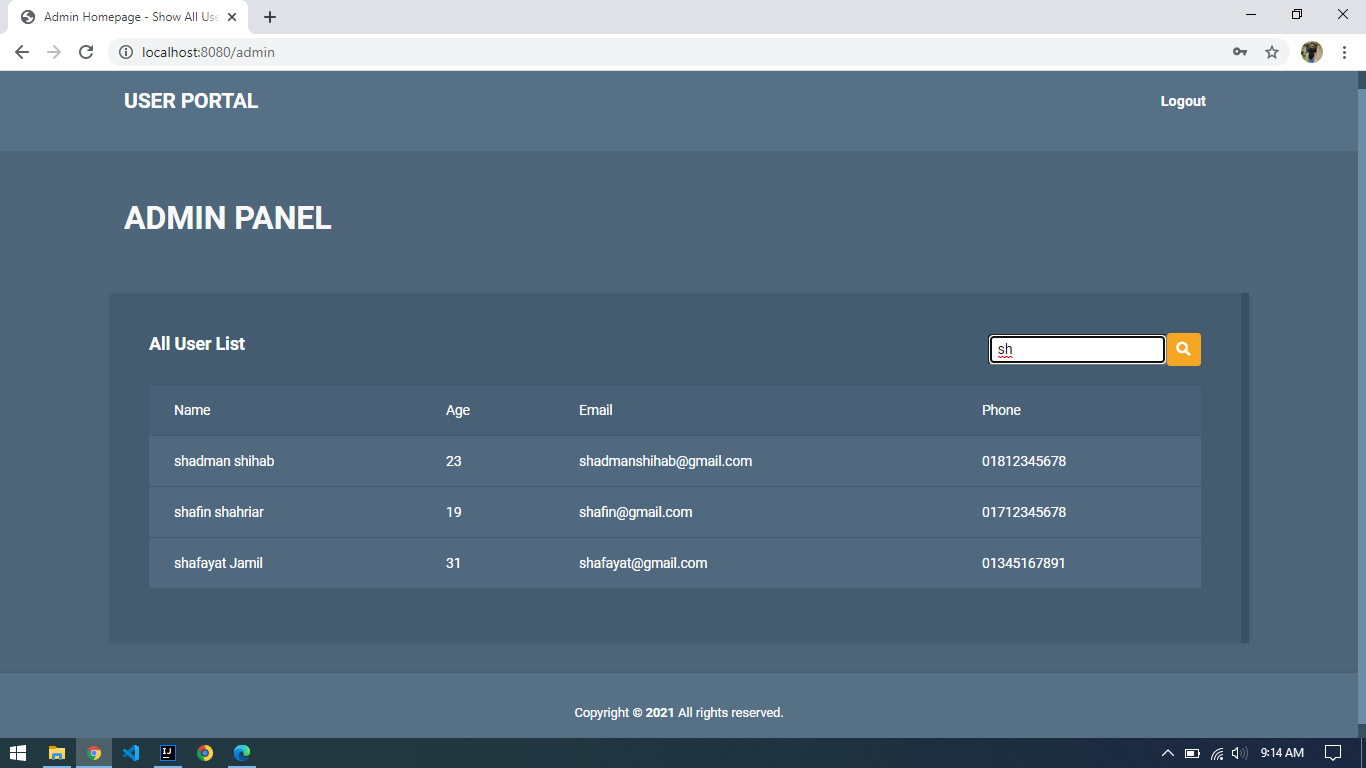 Admin Homepage - Show All Use
localhost:8080/admin
USER PORTAL
Logout
ADMIN PANEL
All User List
sh
Name Age Email Phone
shadman shihab 23 shadmanshihab@gmail.com 01812345678
shafin shahriar 19 shafin@gmail.com 01712345678
shafayat Jamil 31 shafayat@gmail.com 01345167891
Copyright © 2021 All rights reserved.
IJ
9:14 AM